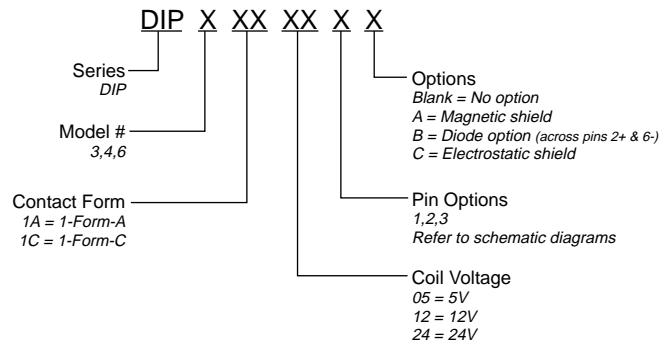 DIP X XX XX X X
Series
DIP
Model #
3,4,6
Contact Form
1A = 1-Form-A
1C = 1-Form-C
Options
Blank = No option
A = Magnetic shield
B = Diode option (across pins 2+ & 6-)
C = Electrostatic shield
Pin Options
1,2,3
Refer to schematic diagrams
Coil Voltage
05 = 5V
12 = 12V
24 = 24V